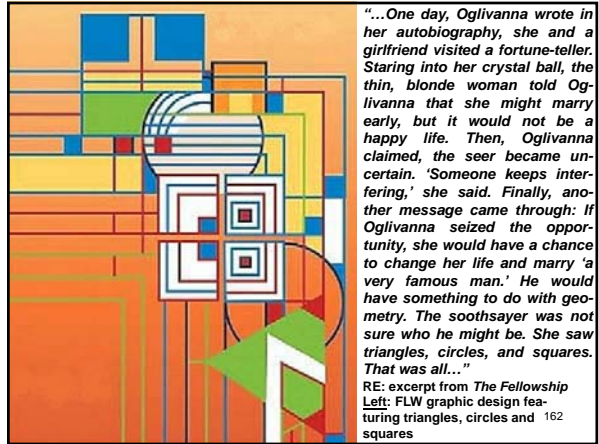 “…One day, Oglivanna wrote in
her autobiography, she and a
girlfriend visited a fortune-teller.
Staring into her crystal ball, the
thin, blonde woman told Og-
livanna that she might marry
early, but it would not be a
happy life. Then, Oglivanna
claimed, the seer became un-
certain. ‘Someone keeps inter-
fering,’ she said. Finally, ano-
ther message came through: If
Oglivanna seized the oppor-
tunity, she would have a chance
to change her life and marry ‘a
very famous man.’ He would
have something to do with geo-
metry. The soothsayer was not
sure who he might be. She saw
triangles, circles, and squares.
That was all…”
RE: excerpt from The Fellowship
Left: FLW graphic design fea-
turing triangles, circles and 162
squares